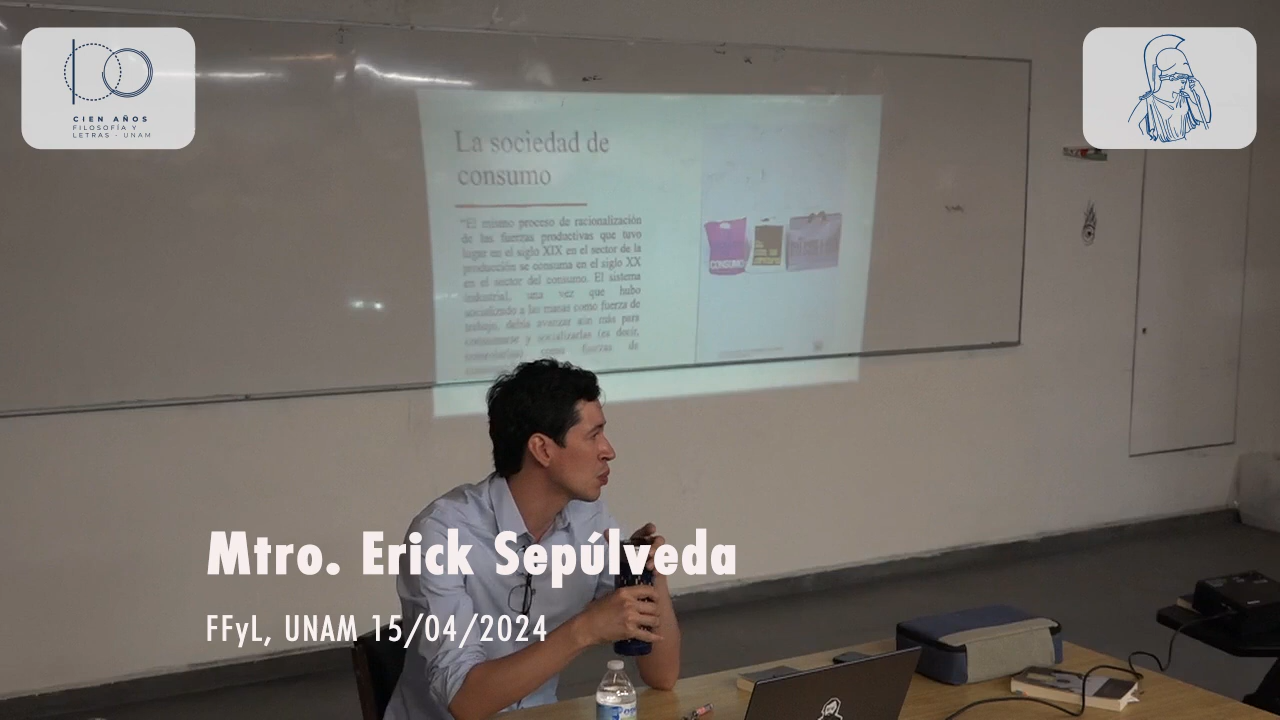 CIEN AÑOS
FILOSOFÍA Y
LETRAS - UNAM
La sociedad de
consumo
"El mismo proceso de racionalización
de las fuerzas productivas que tuvo
lugar en el siglo XIX en el sector de la
producción se consuma en el siglo XX
en el sector del consumo. El sistema
industrial, una vez que hubo
socializado a las masas como fuerza de
trabajo, debía avanzar aún más para
consumarse y socializarlas (es decir,
como fuerzas de
CONSUMO
Mtro. Erick Sepúlveda
FFyL, UNAM 15/04/2024